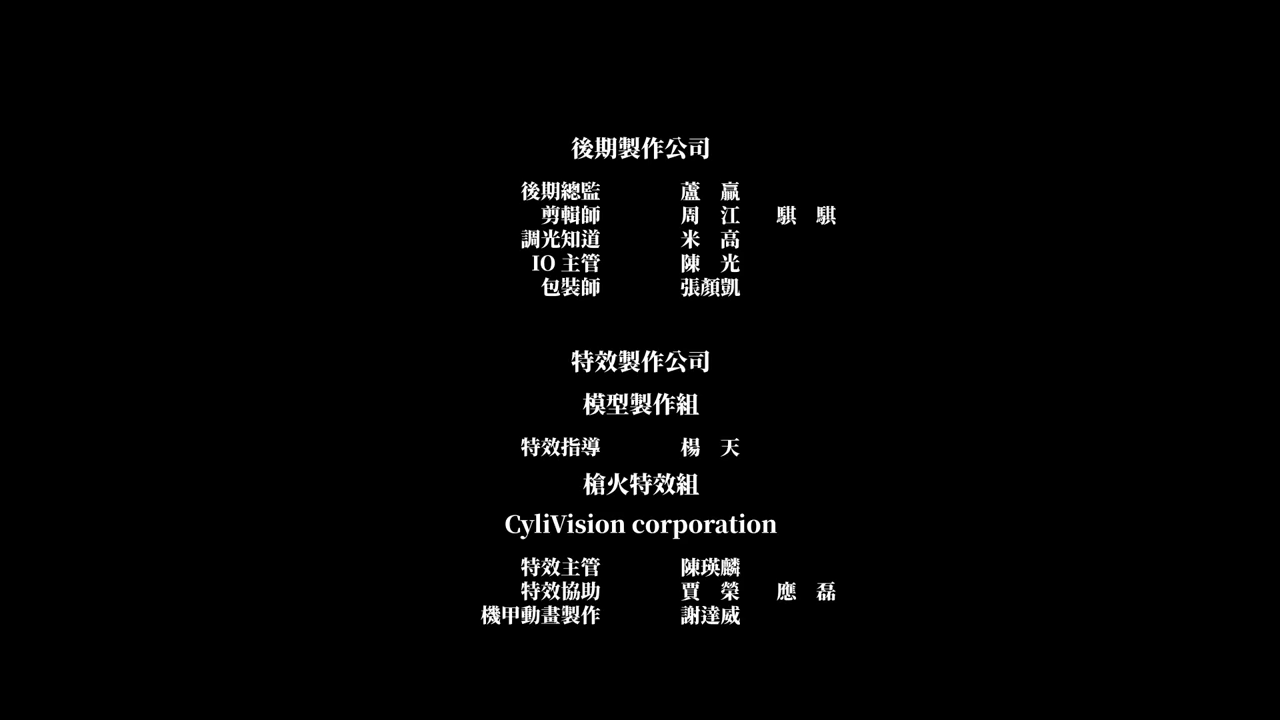 後期製作公司
後期總監 蘆 贏
剪輯師 周 江 騏 騏
調光知道 米 高
IO 主管 陳 光
包裝師 張顏凱
特效製作公司
模型製作組
特效指導 楊 天
槍火特效組
CyliVision corporation
特效主管 陳瑛麟
特效協助 賈 榮 應 磊
機甲動畫製作 謝達威